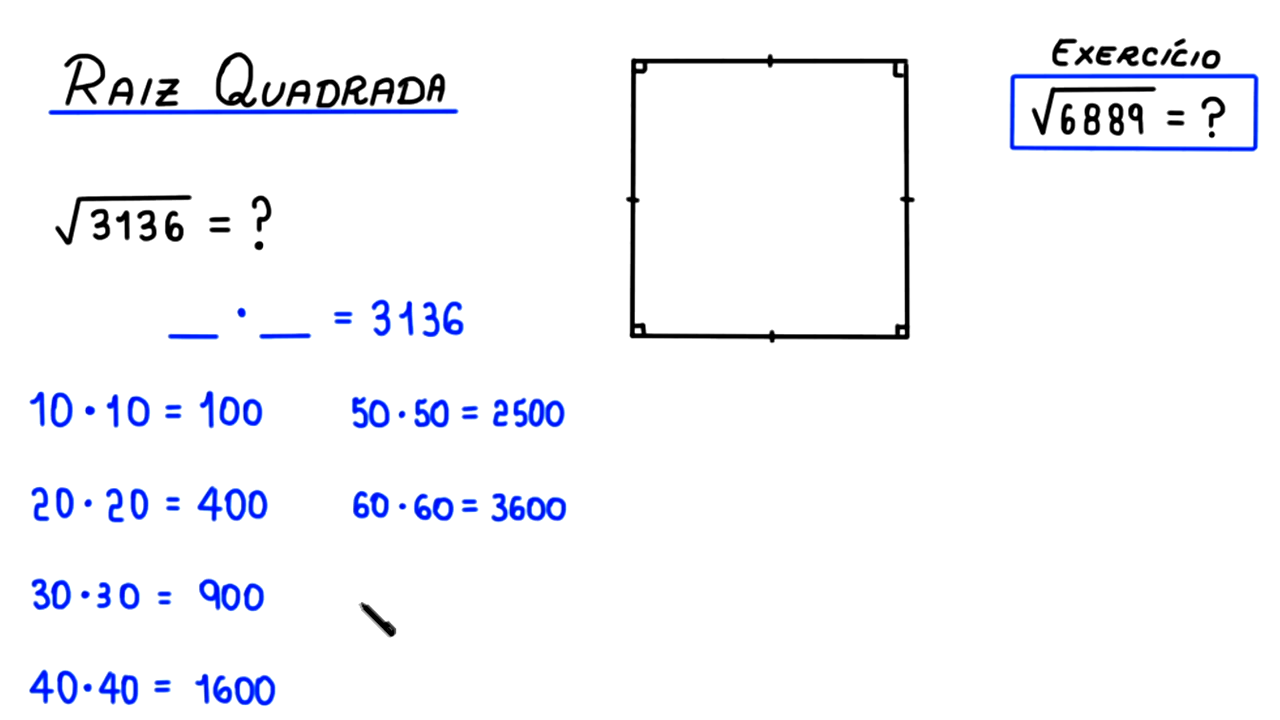 RAIZ QUADRADA
√3136 = ?
__ · __ = 3136
10 · 10 = 100
20 · 20 = 400
30 · 30 = 900
40 · 40 = 1600
50 · 50 = 2500
60 · 60 = 3600
EXERCÍCIO
√6889 = ?